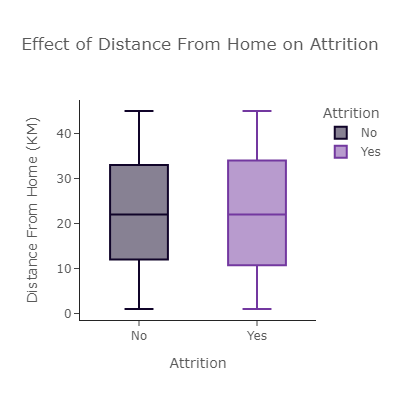 Effect of Distance From Home on Attrition
Attrition
No
Yes
Distance From Home (KM)
40
30
20
10
0
No
Yes
Attrition